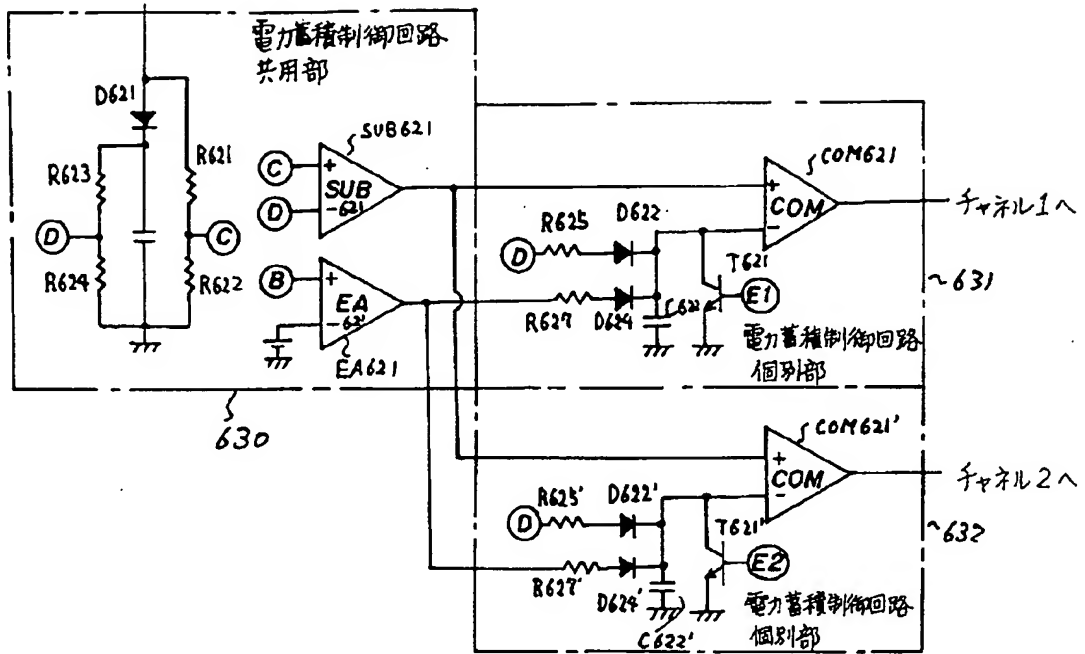 電力蓄積制御回路
共用部
D621
R623
R621
D
C
R624
R622
SUB621
C
D
+
SUB
-621
B
+
EA
-621
EA621
630
COM621
+
COM
-
チャネル1へ
R625
D622
D
T621
E1
R627
D624
C622
631
電力蓄積制御回路
個別部
COM621'
+
COM
-
チャネル2へ
R625'
D622'
D
T621'
E2
R627'
D624'
C622'
632
電力蓄積制御回路
個別部